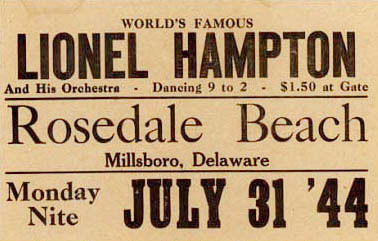 WORLD'S FAMOUS
LIONEL HAMPTON
And His Orchestra - Dancing 9 to 2 - $1.50 at Gate
Rosedale Beach
Millsboro, Delaware
Monday
Nite
JULY 31 '44